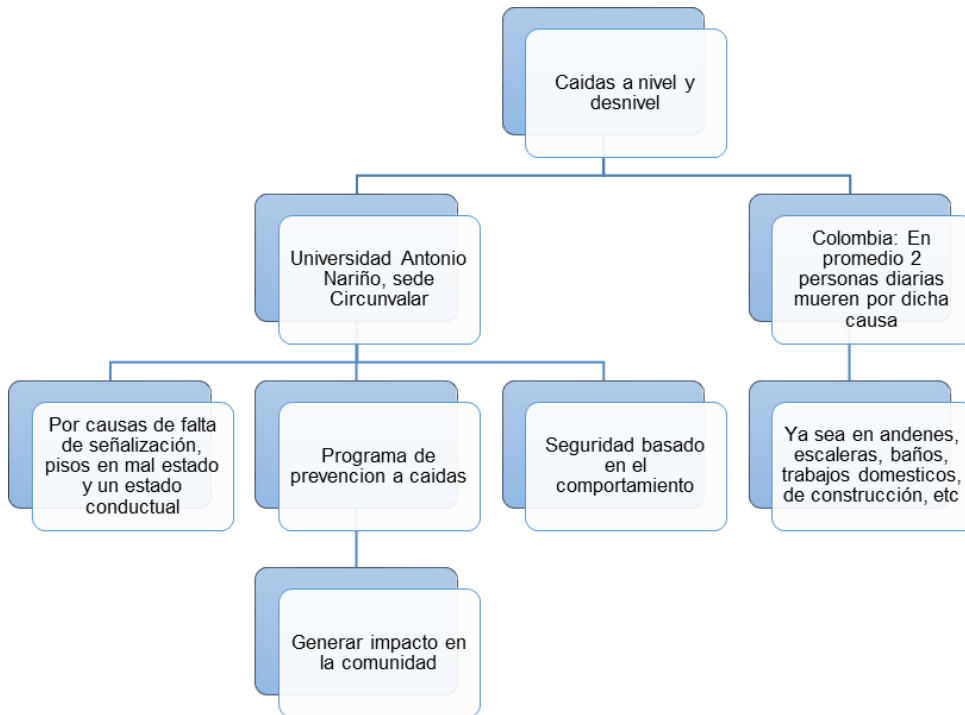 Caidas a nivel y
desnivel
Universidad Antonio
Nariño, sede
Circunvalar
Colombia: En
promedio 2
personas diarias
mueren por dicha
causa
Por causas de falta
de señalización,
pisos en mal estado
y un estado
conductual
Programa de
prevencion a caidas
Seguridad basado
en el
comportamiento
Ya sea en andenes,
escaleras, baños,
trabajos domesticos,
de construcción, etc
Generar impacto en
la comunidad